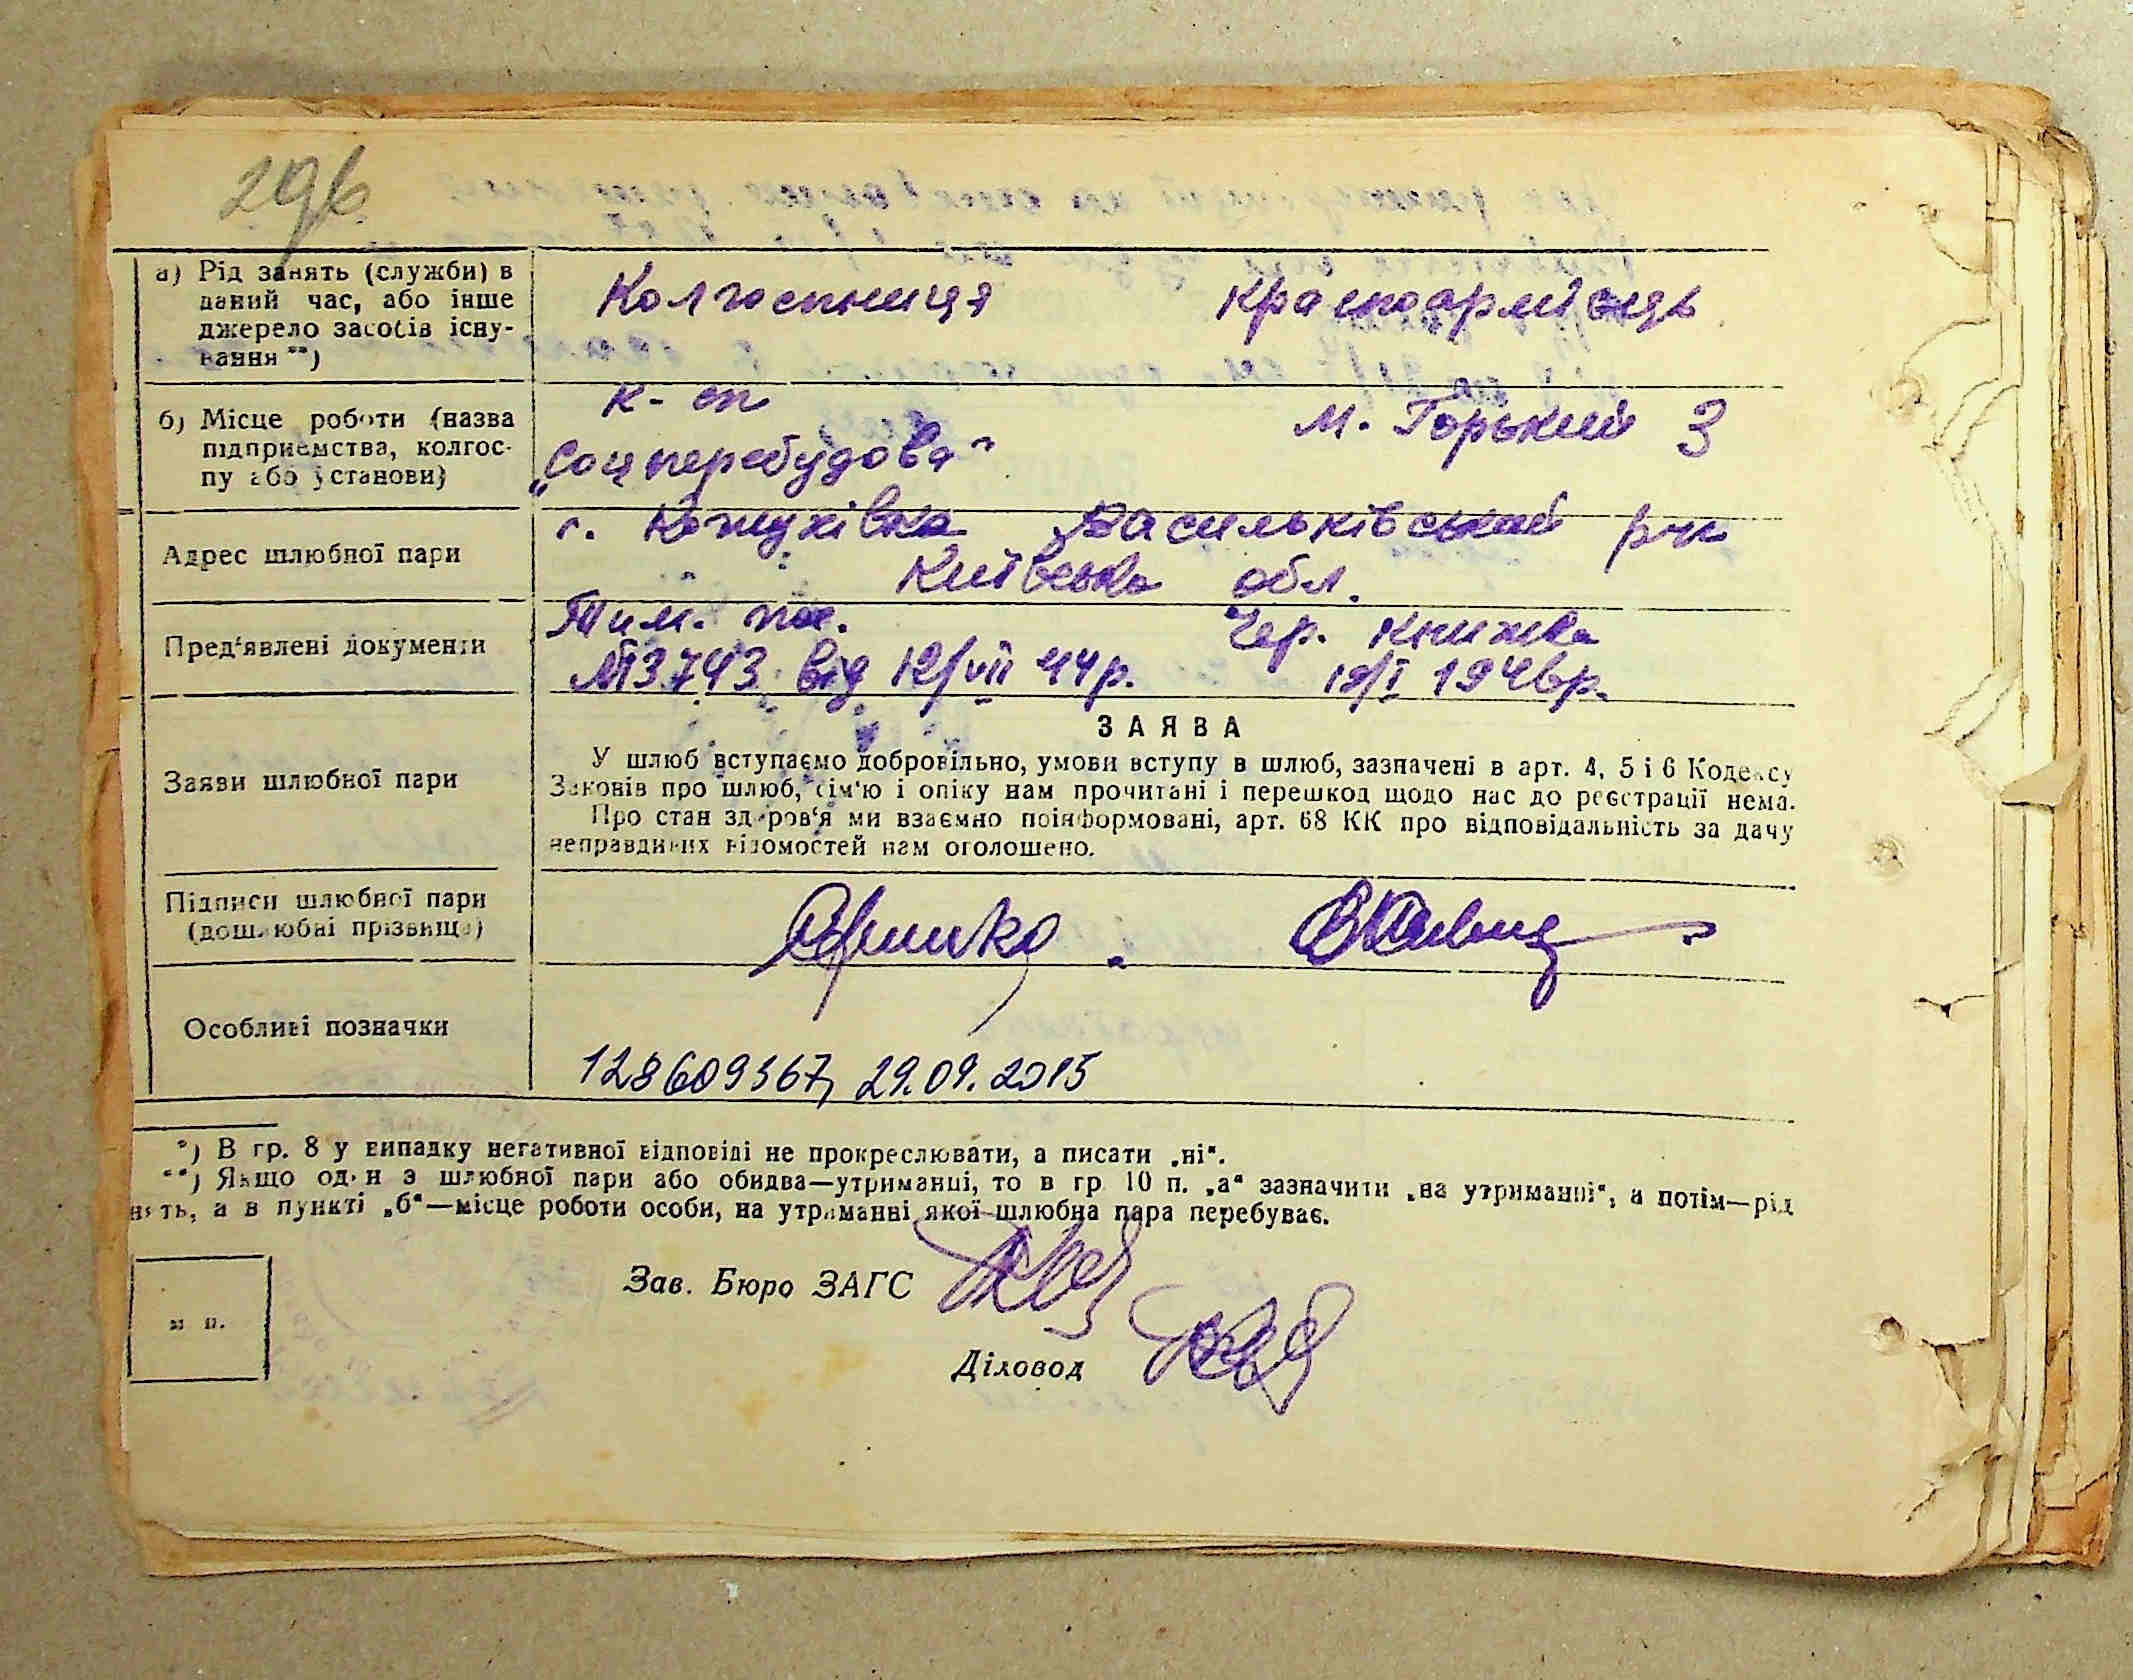 296
а) Рід занять (служби) в
даний час, або інше
джерело засобів існу-
вання **)
Колгоспниця Красноармієць
б) Місце роботи (назва
підприємства, колгос-
пу або установи)
к-сп
„Соцперебудова“
м. Горький 3
Адрес шлюбної пари
с. Кожухівка Васильківський р-н
Київська обл.
Пред'явлені документи
Тим. пос. Чер. книжка
№3743 від 12/VII 44р. 19/I 1946р.
Заяви шлюбної пари
ЗАЯВА
У шлюб вступаємо добровільно, умови вступу в шлюб, зазначені в арт. 4, 5 і 6 Кодексу
Законів про шлюб, сім'ю і опіку нам прочитані і перешкод щодо нас до реєстрації нема.
Про стан здоров'я ми взаємно поінформовані, арт. 68 КК про відповідальність за дачу
неправдивих відомостей нам оголошено.
Підписи шлюбної пари
(дошлюбні прізвища)
Особливі позначки
128609367, 29.09.2015
*) В гр. 8 у випадку негативної відповіді не прокреслювати, а писати „ні“.
**) Якщо один з шлюбної пари або обидва—утриманці, то в гр 10 п. „а“ зазначити „на утриманні“, а потім—рід
нять, а в пункті „б“—місце роботи особи, на утриманні якої шлюбна пара перебуває.
Зав. Бюро ЗАГС
Діловод
м п.